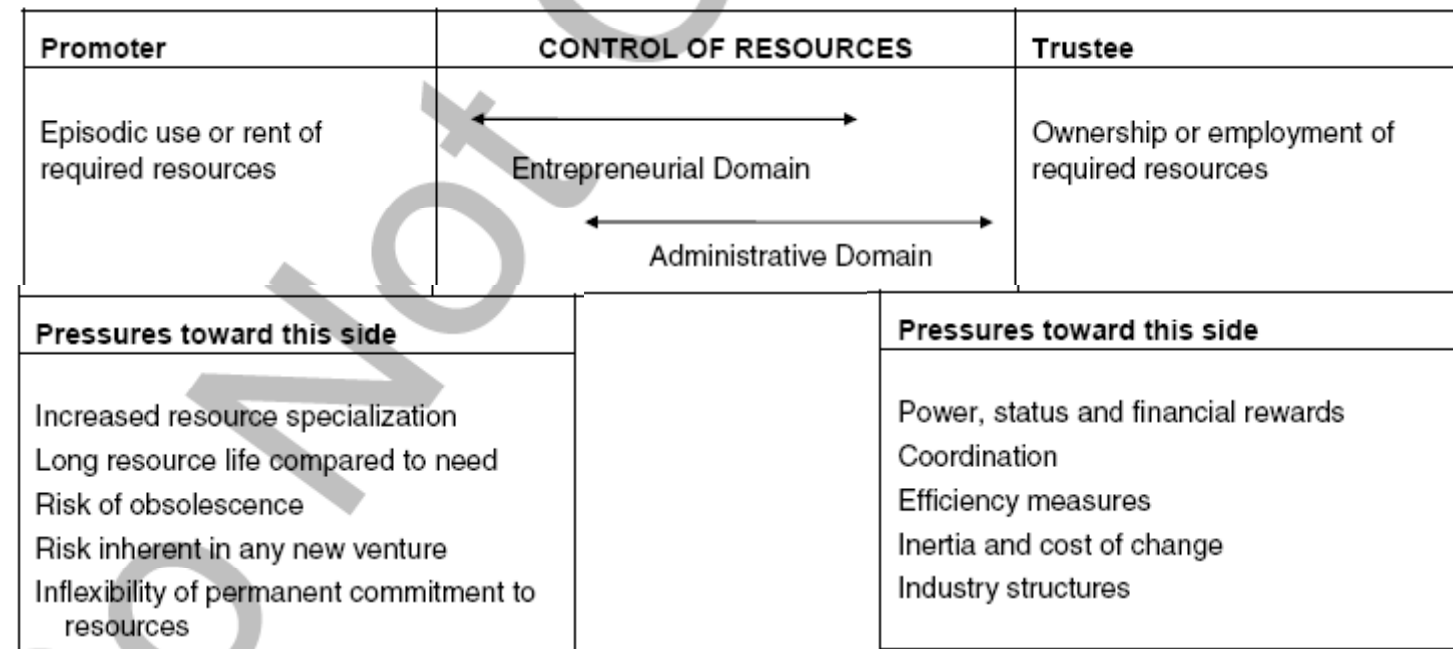 Promoter
CONTROL OF RESOURCES
Trustee
Episodic use or rent of
required resources
Entrepreneurial Domain
Administrative Domain
Ownership or employment of
required resources
Pressures toward this side
Increased resource specialization
Long resource life compared to need
Risk of obsolescence
Risk inherent in any new venture
Inflexibility of permanent commitment to
resources
Pressures toward this side
Power, status and financial rewards
Coordination
Efficiency measures
Inertia and cost of change
Industry structures
Not